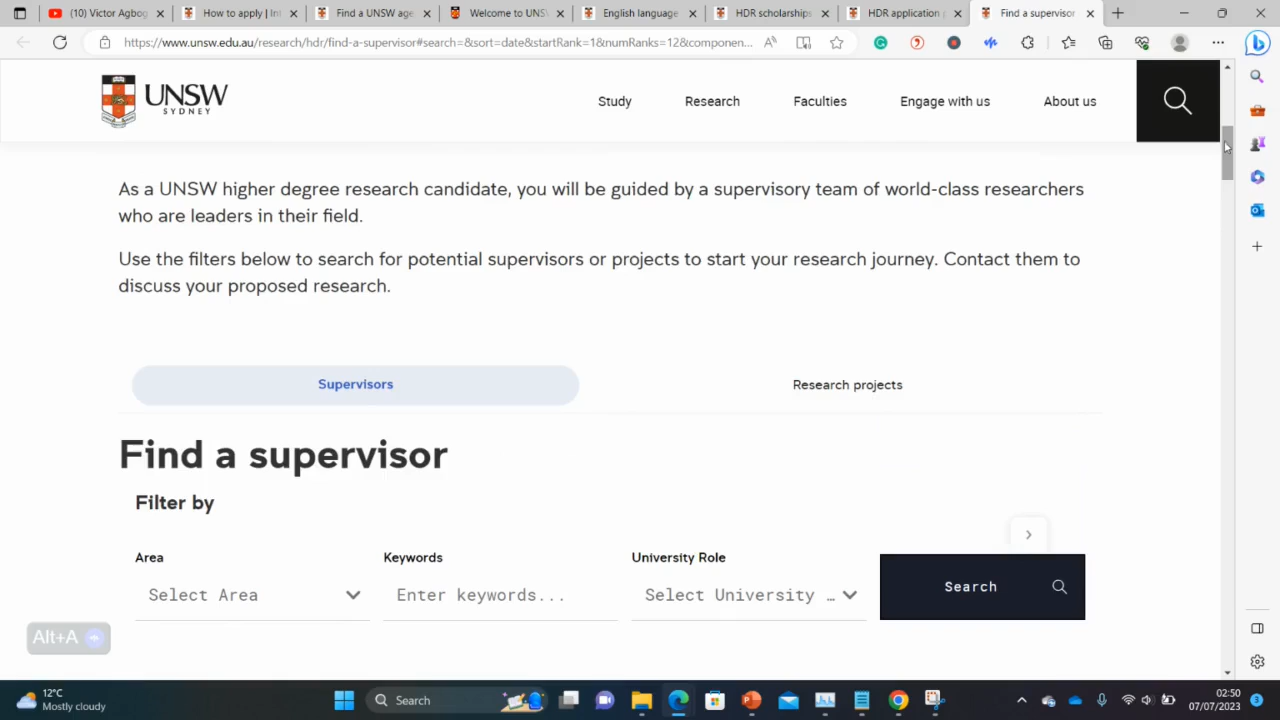 (10) Victor Agbog
How to apply | In
Find a UNSW age
Welcome to UNS
English language
HDR scholarships
HDR application p
Find a supervisor
https://www.unsw.edu.au/research/hdr/find-a-supervisor#search=&sort=date&startRank=1&numRanks=12&componen...
UNSW
SYDNEY
Study
Research
Faculties
Engage with us
About us
As a UNSW higher degree research candidate, you will be guided by a supervisory team of world-class researchers
who are leaders in their field.
Use the filters below to search for potential supervisors or projects to start your research journey. Contact them to
discuss your proposed research.
Supervisors
Research projects
Find a supervisor
Filter by
Area
Keywords
University Role
Select Area
Enter keywords...
Select University …
Search
Alt+A
12°C
Mostly cloudy
Search
02:50
07/07/2023
3